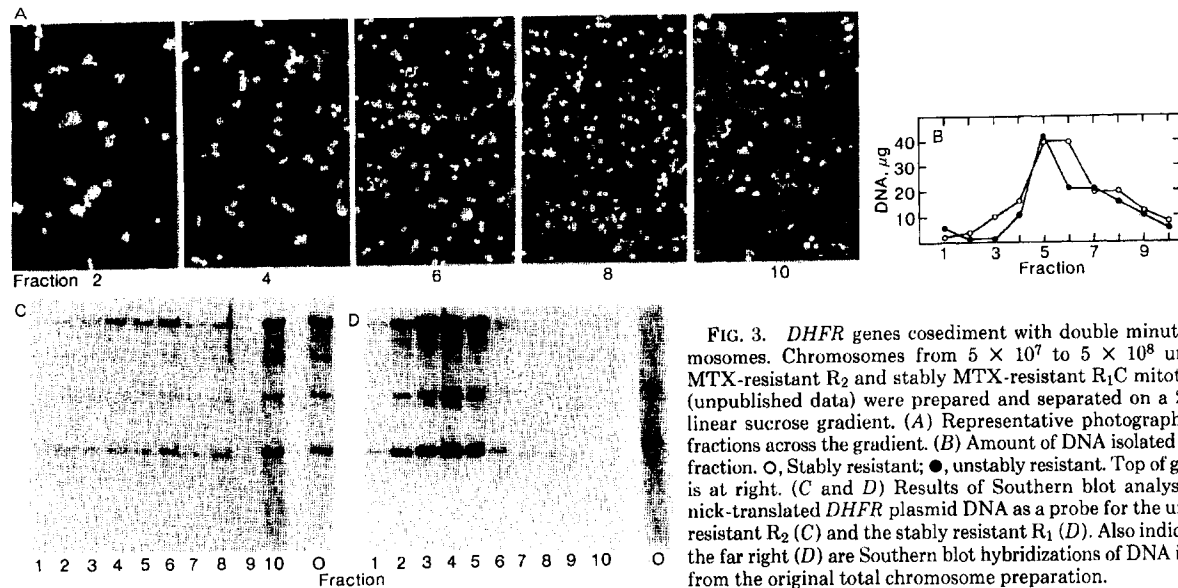 A
Fraction 2 4 6 8 10
B
DNA, µg
40
30
20
10
1 3 5 7 9
Fraction
C
D
1 2 3 4 5 6 7 8 9 10 O 1 2 3 4 5 6 7 8 9 10 O
Fraction
FIG. 3. DHFR genes cosediment with double minut
mosomes. Chromosomes from 5 × 10⁷ to 5 × 10⁸ un
MTX-resistant R₂ and stably MTX-resistant R₁C mitot
(unpublished data) were prepared and separated on a 2
linear sucrose gradient. (A) Representative photograph
fractions across the gradient. (B) Amount of DNA isolated
fraction. ○, Stably resistant; ●, unstably resistant. Top of g
is at right. (C and D) Results of Southern blot analys
nick-translated DHFR plasmid DNA as a probe for the u
resistant R₂ (C) and the stably resistant R₁ (D). Also indic
the far right (D) are Southern blot hybridizations of DNA i
from the original total chromosome preparation.